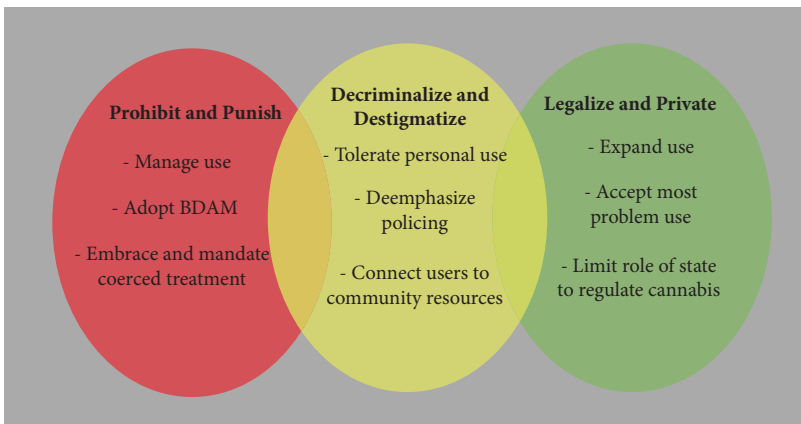 Prohibit and Punish
- Manage use
- Adopt BDAM
- Embrace and mandate
coerced treatment
Decriminalize and
Destigmatize
- Tolerate personal use
- Deemphasize
policing
- Connect users to
community resources
Legalize and Private
- Expand use
- Accept most
problem use
- Limit role of state
to regulate cannabis